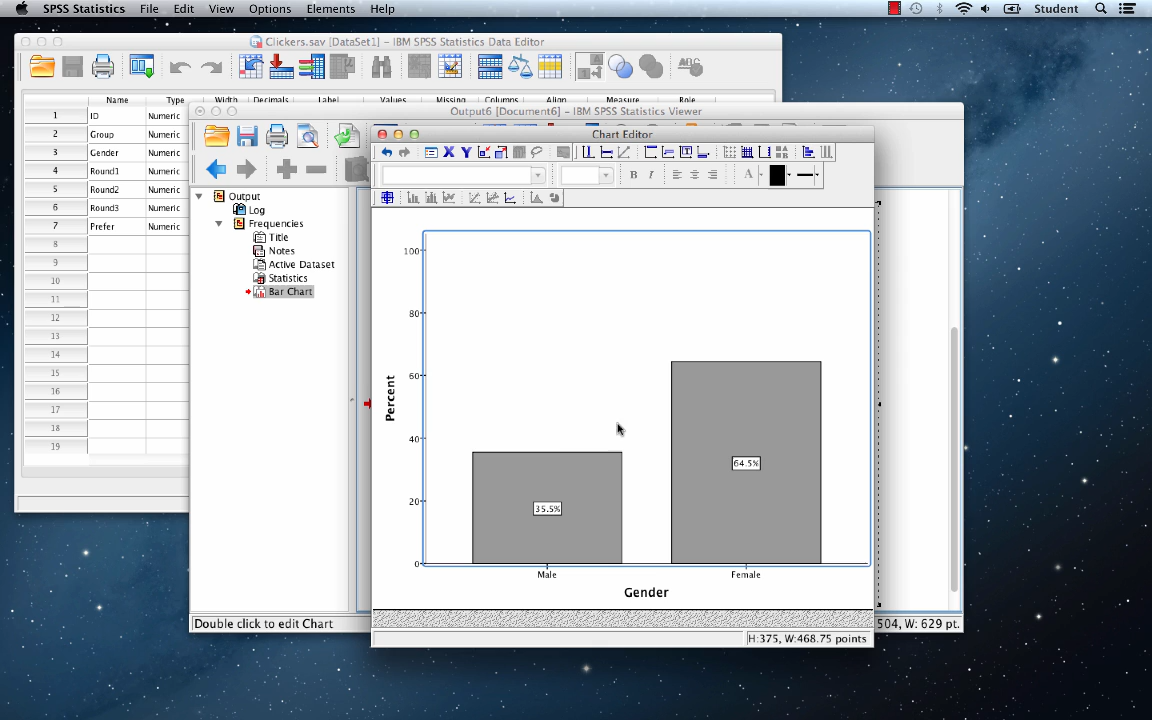 SPSS Statistics File Edit View Options Elements Help Student
Clickers.sav [DataSet1] – IBM SPSS Statistics Data Editor
Name Type Width Decimals Label Values Missing Columns Align Measure Role
1 ID Numeric
2 Group Numeric
3 Gender Numeric
4 Round1 Numeric
5 Round2 Numeric
6 Round3 Numeric
7 Prefer Numeric
8
9
10
11
12
13
14
15
16
17
18
19
Output6 [Document6] – IBM SPSS Statistics Viewer
Output
Log
Frequencies
Title
Notes
Active Dataset
Statistics
Bar Chart
Double click to edit Chart
504, W: 629 pt.
Chart Editor
X Y
B I A
100
80
60
40
20
0
Percent
35.5%
64.5%
Male Female
Gender
H:375, W:468.75 points